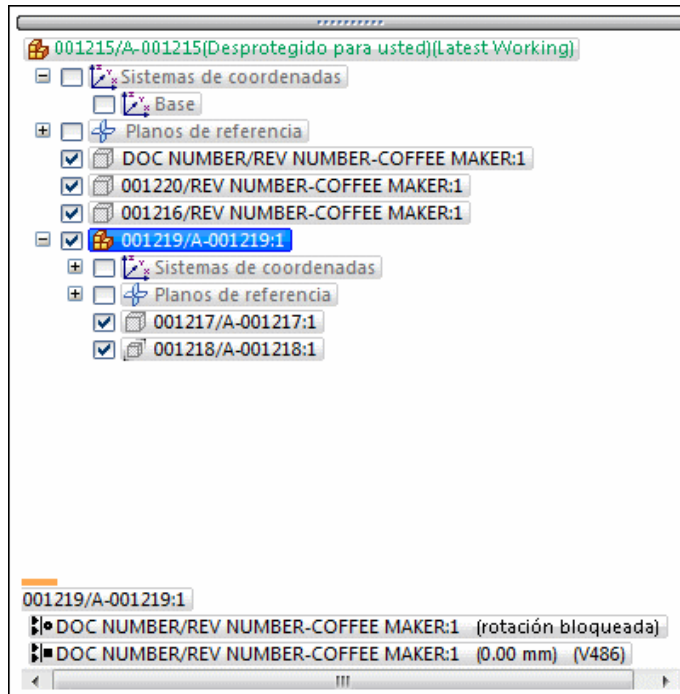 001215/A-001215(Desprotegido para usted)(Latest Working)
Sistemas de coordenadas
Base
Planos de referencia
DOC NUMBER/REV NUMBER-COFFEE MAKER:1
001220/REV NUMBER-COFFEE MAKER:1
001216/REV NUMBER-COFFEE MAKER:1
001219/A-001219:1
Sistemas de coordenadas
Planos de referencia
001217/A-001217:1
001218/A-001218:1
001219/A-001219:1
DOC NUMBER/REV NUMBER-COFFEE MAKER:1 (rotación bloqueada)
DOC NUMBER/REV NUMBER-COFFEE MAKER:1 (0.00 mm) (V486)